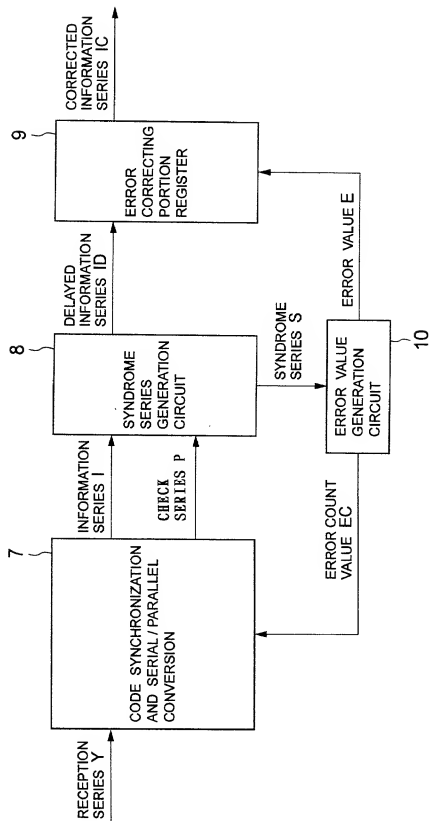 RECEPTION
SERIES Y
7
CODE SYNCHRONIZATION
AND SERIAL/PARALLEL
CONVERSION
INFORMATION
SERIES I
CHECK
SERIES P
8
SYNDROME
SERIES
GENERATION
CIRCUIT
DELAYED
INFORMATION
SERIES ID
9
ERROR
CORRECTING
PORTION
REGISTER
CORRECTED
INFORMATION
SERIES IC
ERROR COUNT
VALUE EC
SYNDROME
SERIES S
ERROR VALUE
GENERATION
CIRCUIT
10
ERROR VALUE E